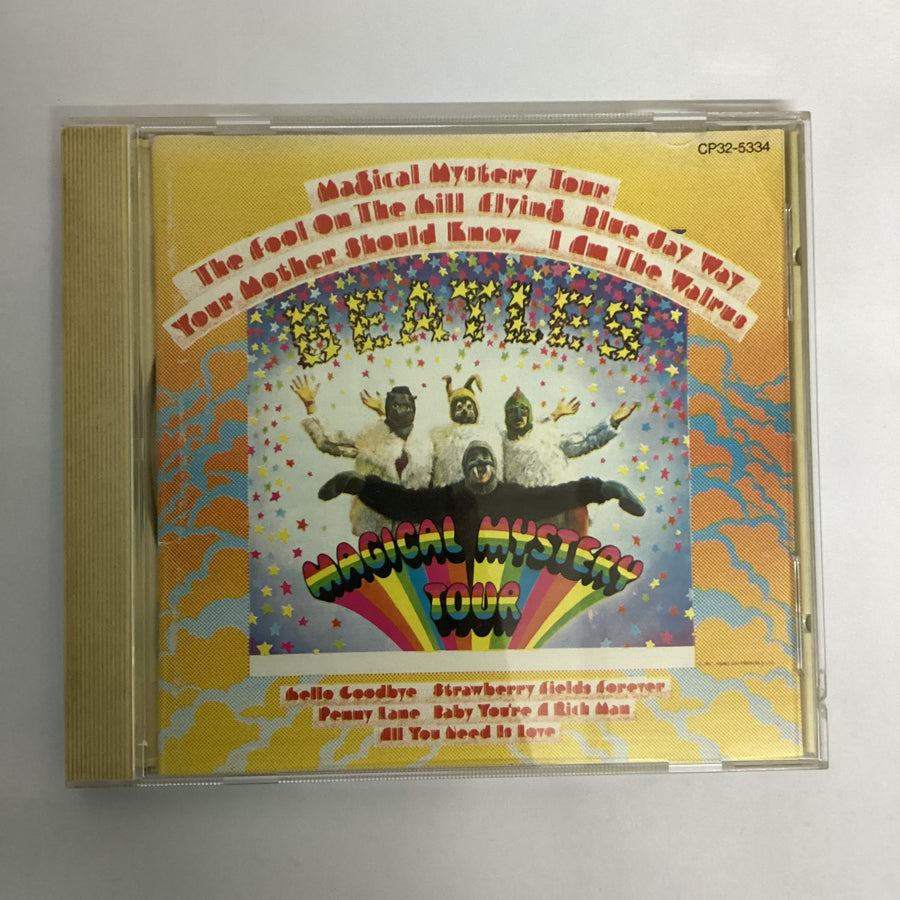 CP32-5334
Magical Mystery Tour
The Fool On The Hill Flying Blue Jay Way
Your Mother Should Know I Am The Walrus
BEATLES
MAGICAL MYSTERY
TOUR
Hello Goodbye Strawberry Fields Forever
Penny Lane Baby You're A Rich Man
All You Need Is Love